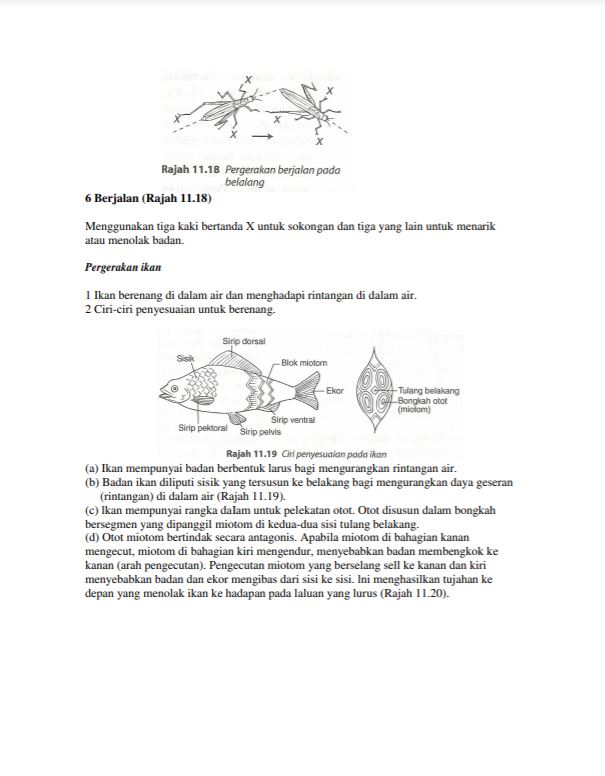 X
X
X
X
X
X
Rajah 11.18 Pergerakan berjalan pada
belalang
6 Berjalan (Rajah 11.18)
Menggunakan tiga kaki bertanda X untuk sokongan dan tiga yang lain untuk menarik
atau menolak badan.
Pergerakan ikan
1 Ikan berenang di dalam air dan menghadapi rintangan di dalam air.
2 Ciri-ciri penyesuaian untuk berenang.
Sirip dorsal
Sisik
Blok miotom
Ekor
Sirip ventral
Sirip pektoral
Sirip pelvis
Tulang belakang
Bongkah otot
(miotom)
Rajah 11.19 Ciri penyesuaian pada ikan
(a) Ikan mempunyai badan berbentuk larus bagi mengurangkan rintangan air.
(b) Badan ikan diliputi sisik yang tersusun ke belakang bagi mengurangkan daya geseran
(rintangan) di dalam air (Rajah 11.19).
(c) lkan mempunyai rangka daIam untuk pelekatan otot. Otot disusun dalam bongkah
bersegmen yang dipanggil miotom di kedua-dua sisi tulang belakang.
(d) Otot miotom bertindak secara antagonis. Apabila miotom di bahagian kanan
mengecut, miotom di bahagian kiri mengendur, menyebabkan badan membengkok ke
kanan (arah pengecutan). Pengecutan miotom yang berselang sell ke kanan dan kiri
menyebabkan badan dan ekor mengibas dari sisi ke sisi. lni menghasilkan tujahan ke
depan yang menolak ikan ke hadapan pada laluan yang lurus (Rajah 11.20).